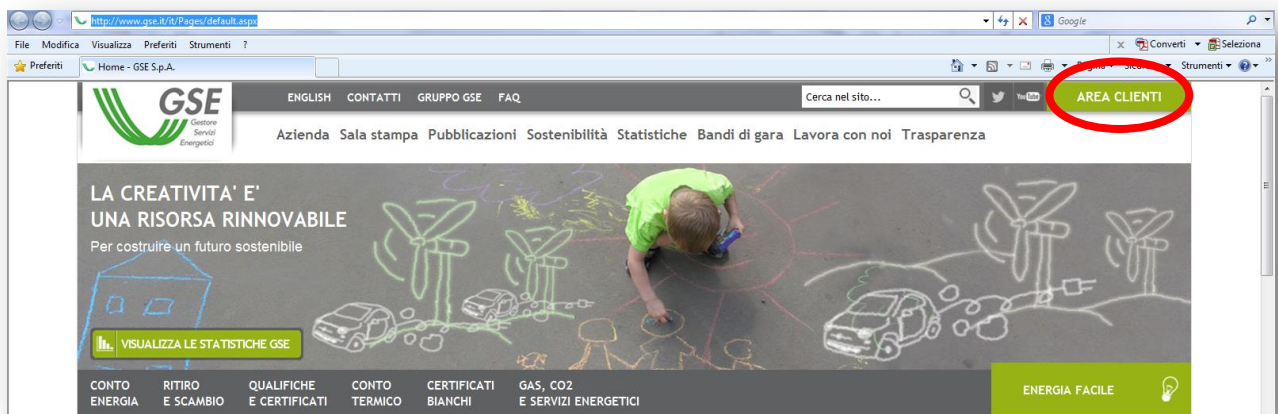 http://www.gse.it/it/Pages/default.aspx
Google
File Modifica Visualizza Preferiti Strumenti ?
x Converti Seleziona
Preferiti
Home - GSE S.p.A.
Strumenti
GSE
Gestore
Servizi
Energetici
ENGLISH CONTATTI GRUPPO GSE FAQ
Cerca nel sito...
You Tube
AREA CLIENTI
Azienda Sala stampa Pubblicazioni Sostenibilità Statistiche Bandi di gara Lavora con noi Trasparenza
LA CREATIVITA' E'
UNA RISORSA RINNOVABILE
Per costruire un futuro sostenibile
VISUALIZZA LE STATISTICHE GSE
CONTO
ENERGIA
RITIRO
E SCAMBIO
QUALIFICHE
E CERTIFICATI
CONTO
TERMICO
CERTIFICATI
BIANCHI
GAS, CO2
E SERVIZI ENERGETICI
ENERGIA FACILE